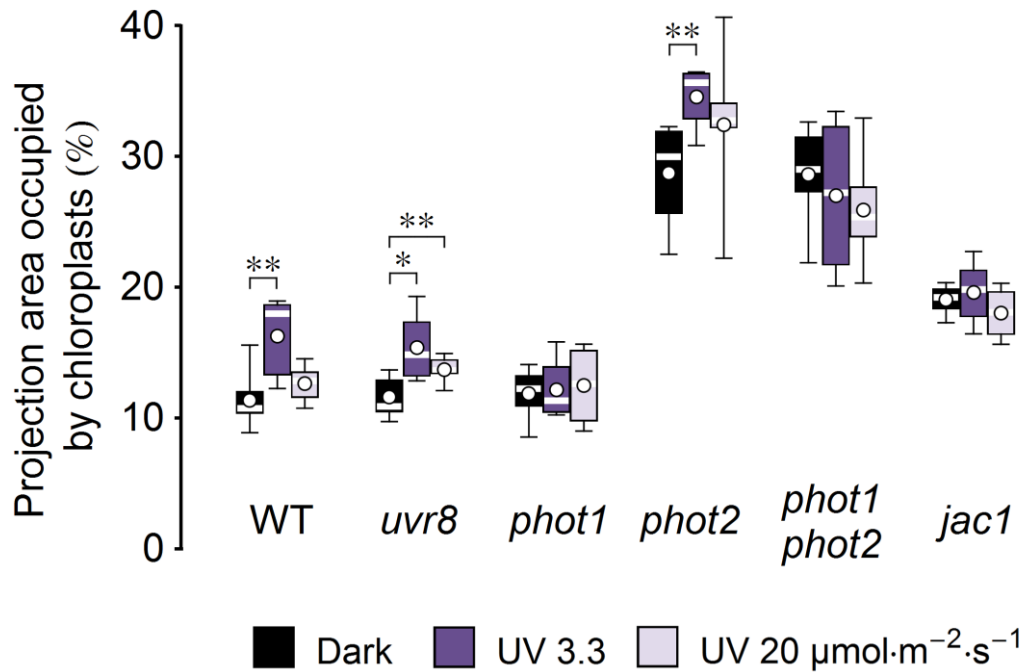 Projection area occupied
by chloroplasts (%)
40
30
20
10
0
**
**
*
**
WT
uvr8
phot1
phot2
phot1
phot2
jac1
Dark
UV 3.3
UV 20 μmol·m⁻²·s⁻¹